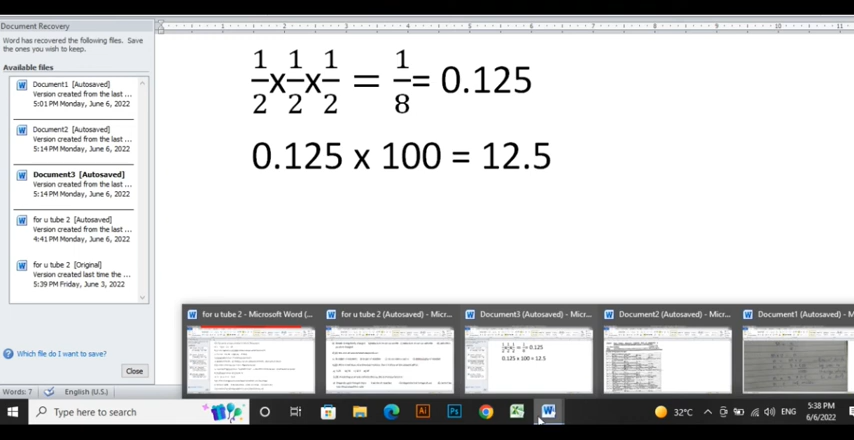 Document Recovery
Word has recovered the following files. Save
the ones you wish to keep.
Available files
Document1 [Autosaved]
Version created from the last ...
5:01 PM Monday, June 6, 2022
Document2 [Autosaved]
Version created from the last ...
5:14 PM Monday, June 6, 2022
Document3 [Autosaved]
Version created from the last ...
5:14 PM Monday, June 6, 2022
for u tube 2 [Autosaved]
Version created from the last ...
4:41 PM Monday, June 6, 2022
for u tube 2 [Original]
Version created last time the ...
5:39 PM Friday, June 3, 2022
Which file do I want to save?
Close
1/2x1/2x1/2 = 1/8= 0.125
0.125 x 100 = 12.5
for u tube 2 - Microsoft Word (...
for u tube 2 (Autosaved) - Micr...
Document3 (Autosaved) - Micr...
Document2 (Autosaved) - Micr...
Document1 (Autosaved) - M
0.125 x 100 = 12.5
Words: 7
English (U.S.)
Type here to search
32°C
ENG
5:38 PM
6/6/2022